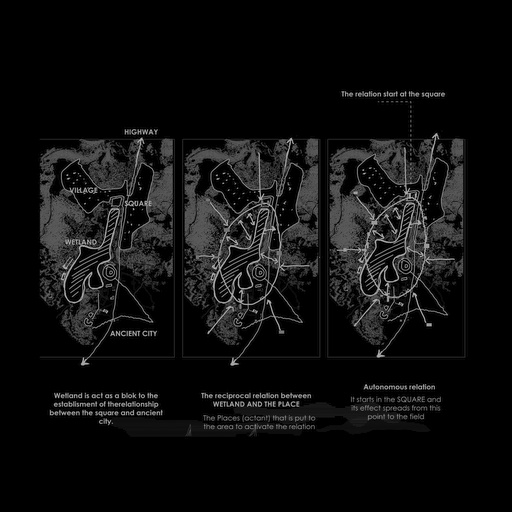 The relation start at the square
HIGHWAY
VILLAGE
SQUARE
WETLAND
ANCIENT CITY
Wetland is act as a blok to the
establisment of therelationship
between the square and ancient
city.
The reciprocal relation between
WETLAND AND THE PLACE
The Places (actant) that is put to
the area to activate the relation
Autonomous relation
It starts in the SQUARE and
its effect spreads from this
point to the field